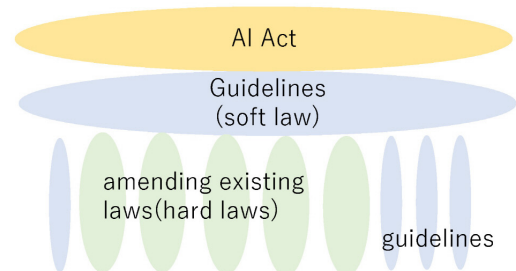 AI Act
Guidelines
(soft law)
amending existing
laws(hard laws)
guidelines